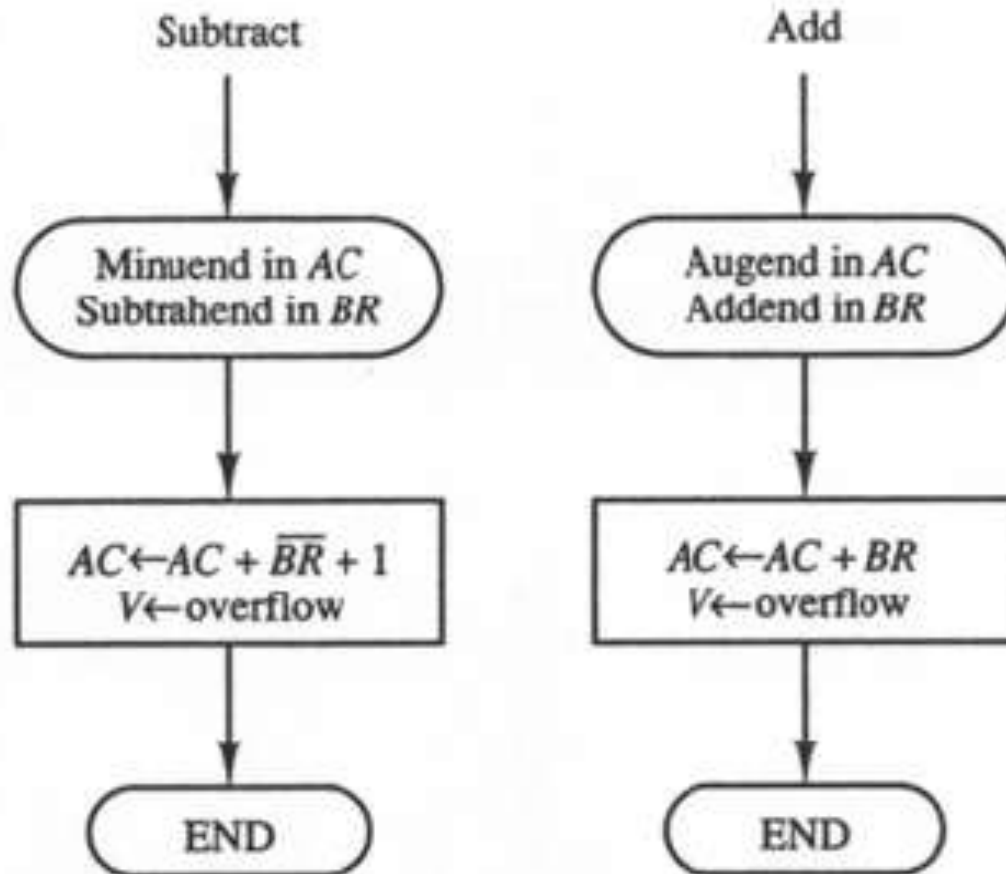 Subtract
Minuend in AC
Subtrahend in BR
AC←AC + B̅R̅ + 1
V←overflow
END
Add
Augend in AC
Addend in BR
AC←AC + BR
V←overflow
END